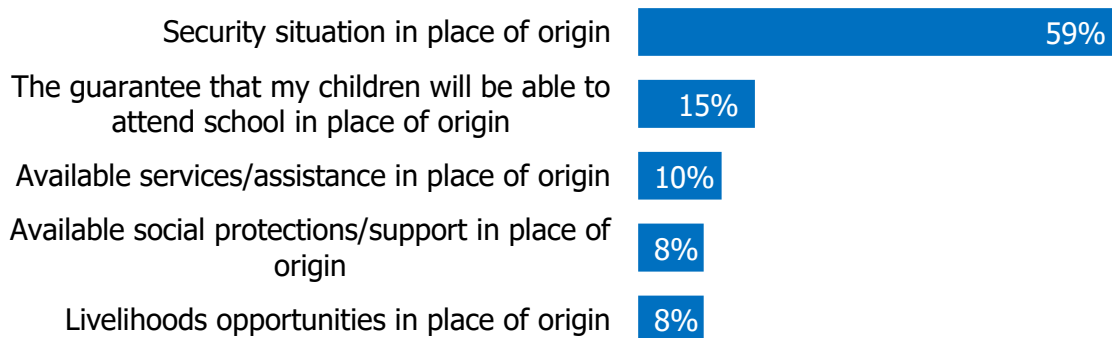 Security situation in place of origin
59%
The guarantee that my children will be able to
attend school in place of origin
15%
Available services/assistance in place of origin
10%
Available social protections/support in place of
origin
8%
Livelihoods opportunities in place of origin
8%